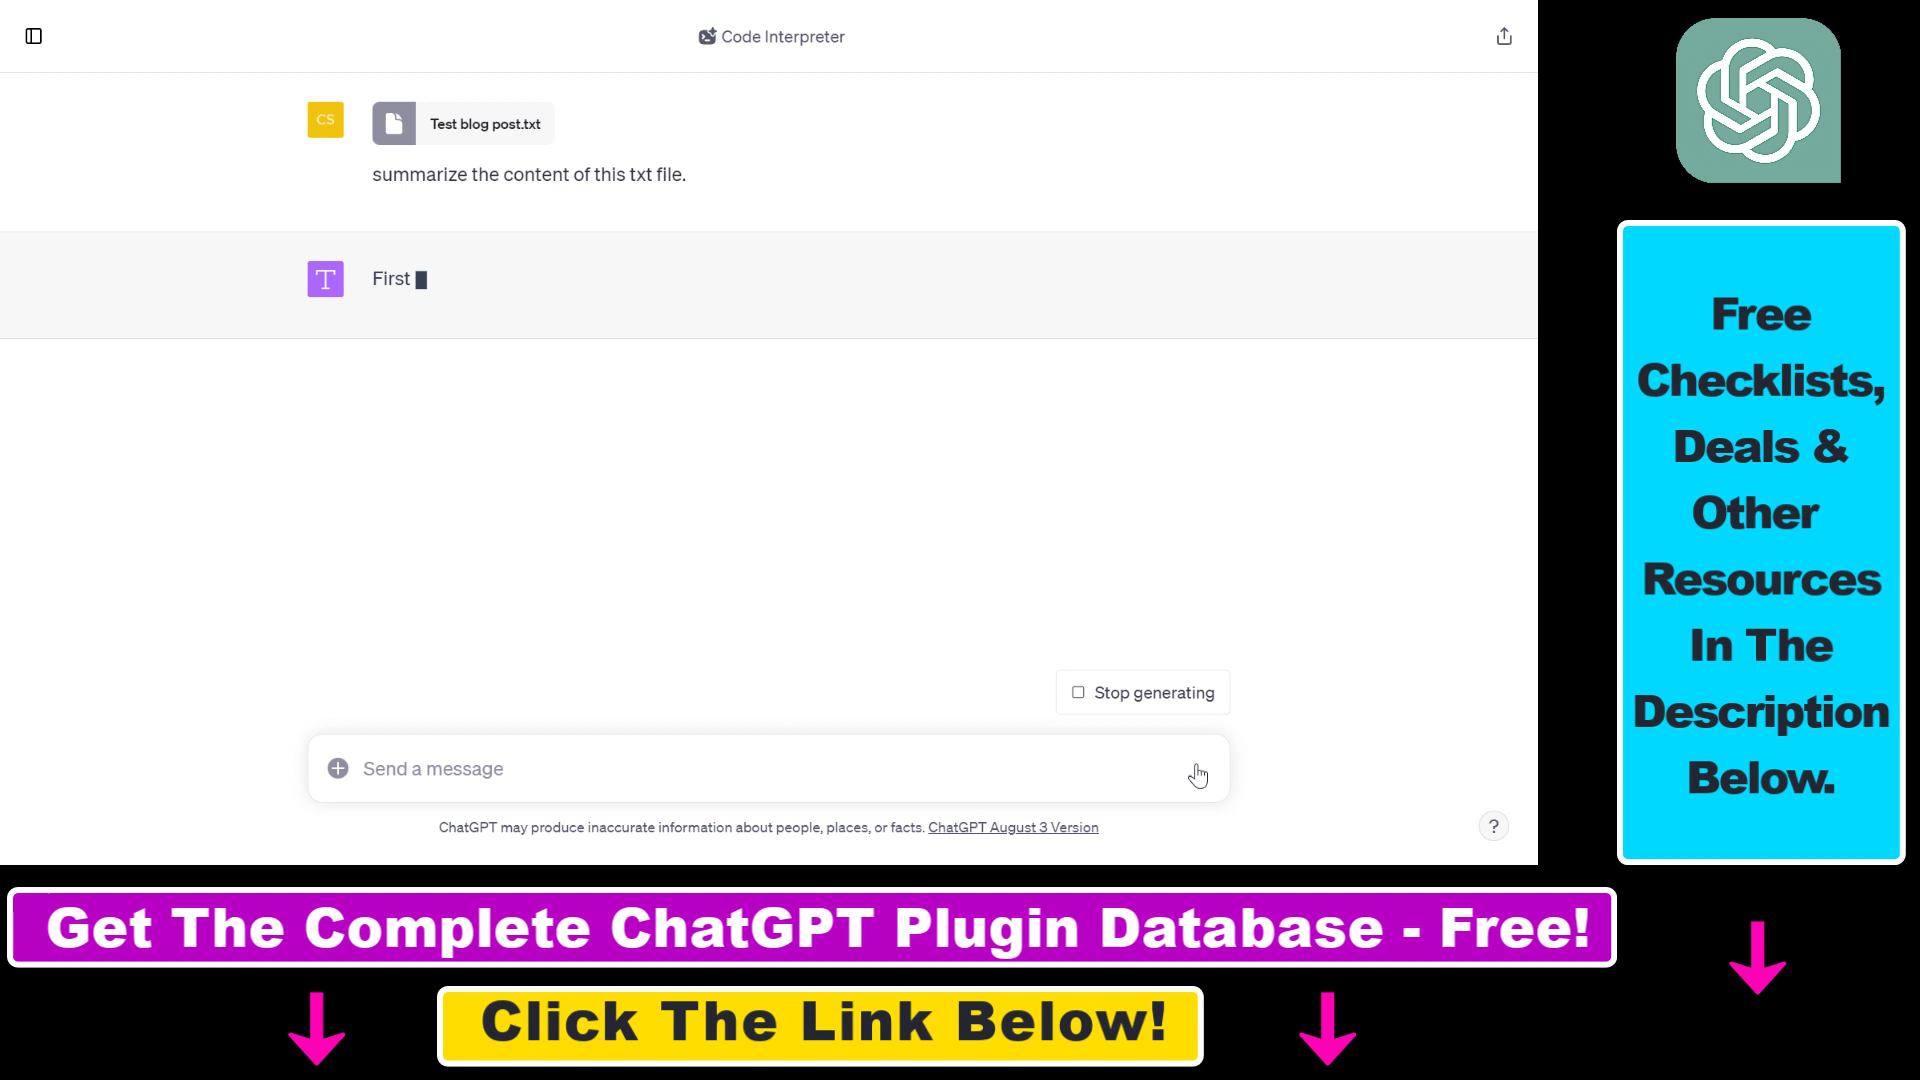 Code Interpreter
CS
Test blog post.txt
summarize the content of this txt file.
T
First
Stop generating
Send a message
ChatGPT may produce inaccurate information about people, places, or facts. ChatGPT August 3 Version
?
Free
Checklists,
Deals &
Other
Resources
In The
Description
Below.
Get The Complete ChatGPT Plugin Database - Free!
Click The Link Below!